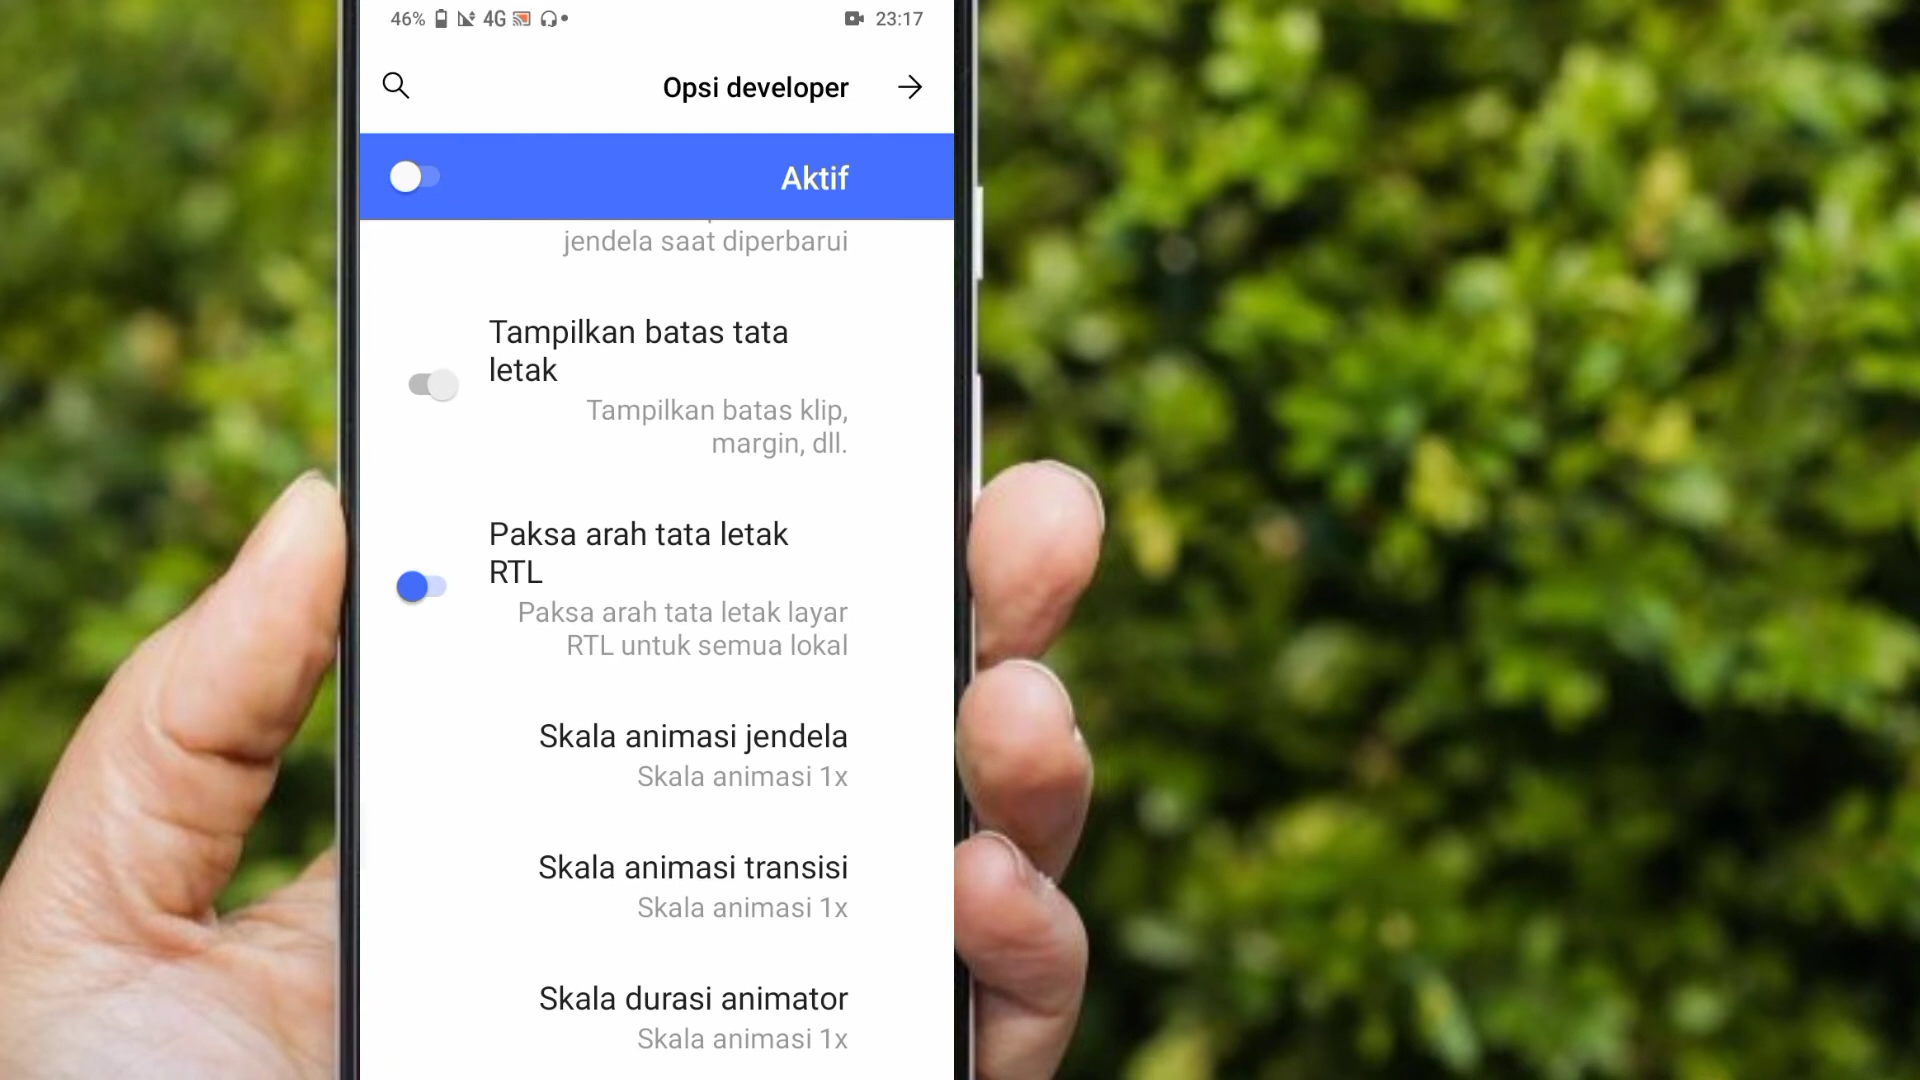 46% 4G 23:17
Opsi developer
Aktif
jendela saat diperbarui
Tampilkan batas tata
letak
Tampilkan batas klip,
margin, dll.
Paksa arah tata letak
RTL
Paksa arah tata letak layar
RTL untuk semua lokal
Skala animasi jendela
Skala animasi 1x
Skala animasi transisi
Skala animasi 1x
Skala durasi animator
Skala animasi 1x